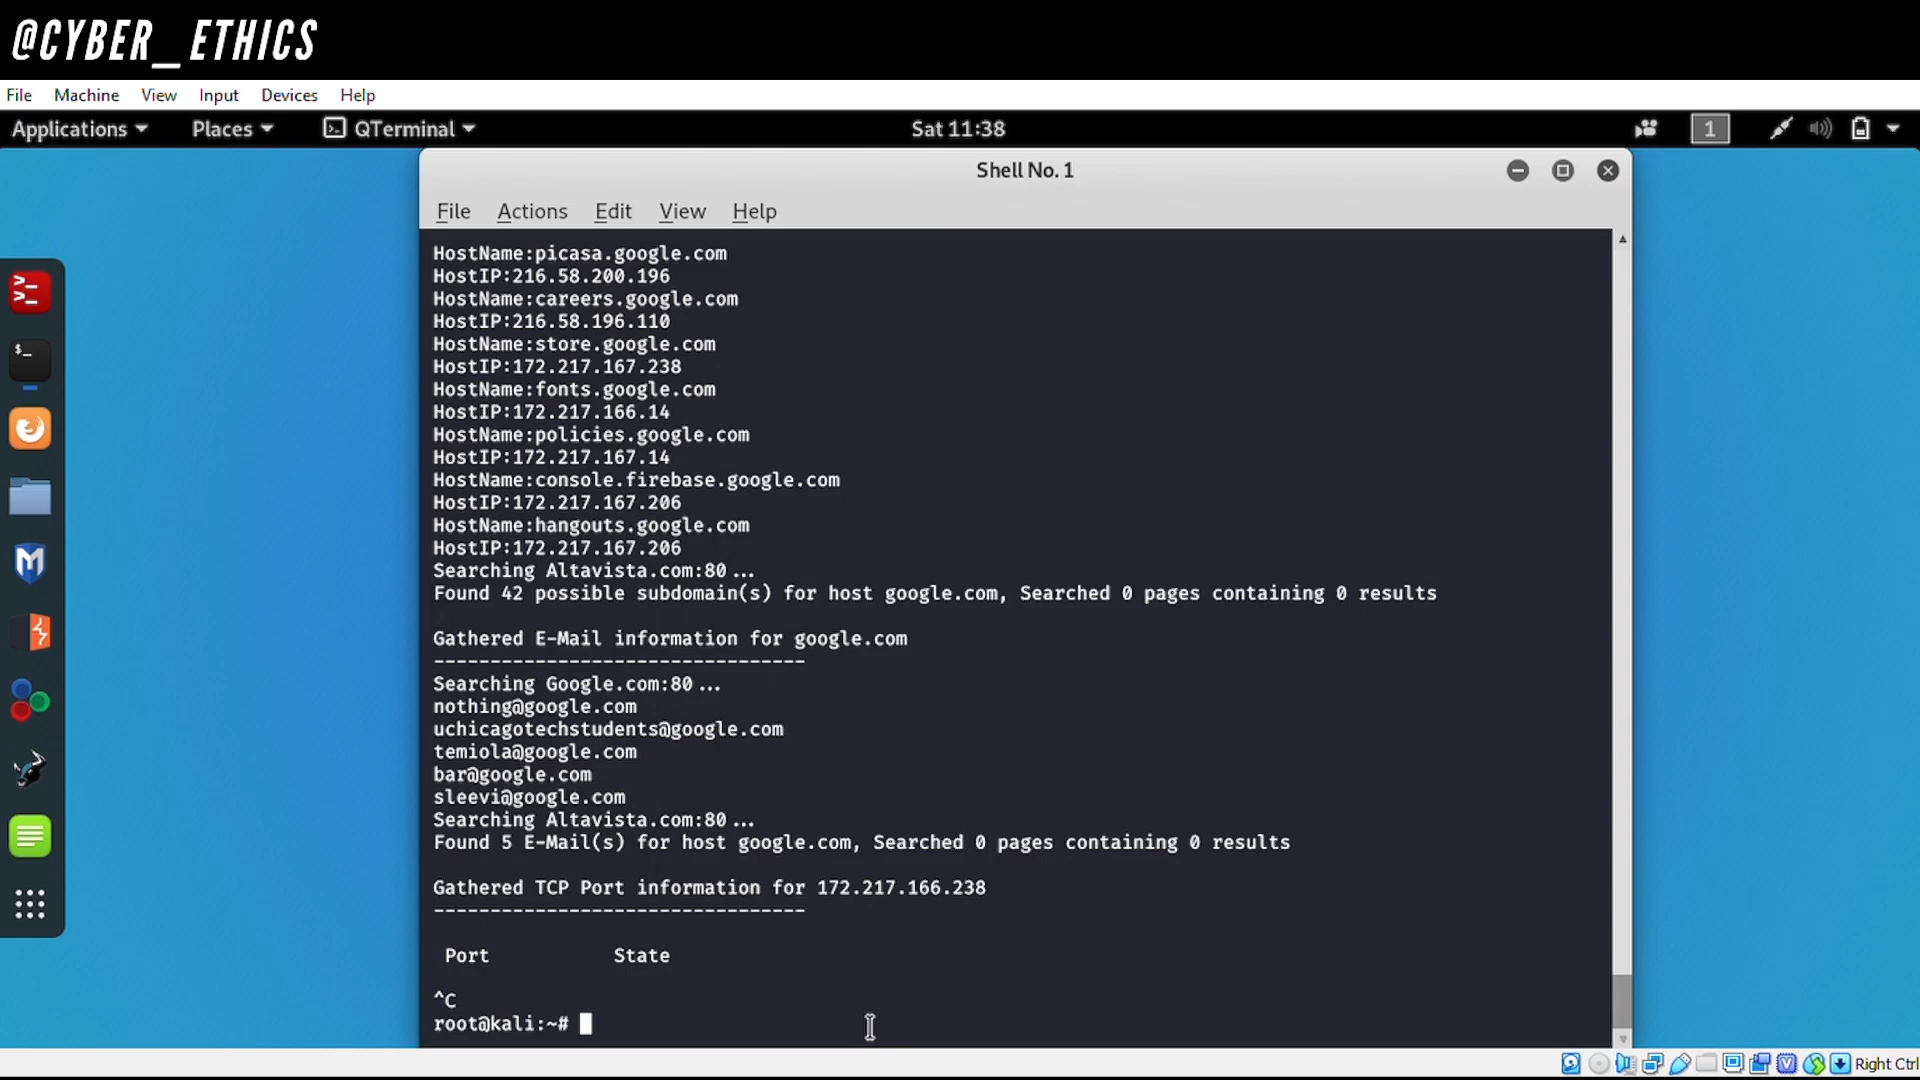 @CYBER_ETHICS
File Machine View Input Devices Help
Applications Places QTerminal Sat 11:38 1
Shell No. 1
File Actions Edit View Help
HostName:picasa.google.com
HostIP:216.58.200.196
HostName:careers.google.com
HostIP:216.58.196.110
HostName:store.google.com
HostIP:172.217.167.238
HostName:fonts.google.com
HostIP:172.217.166.14
HostName:policies.google.com
HostIP:172.217.167.14
HostName:console.firebase.google.com
HostIP:172.217.167.206
HostName:hangouts.google.com
HostIP:172.217.167.206
Searching Altavista.com:80...
Found 42 possible subdomain(s) for host google.com, Searched 0 pages containing 0 results
Gathered E-Mail information for google.com
---------------------------------
Searching Google.com:80...
nothing@google.com
uchicagotechstudents@google.com
temiola@google.com
bar@google.com
sleevi@google.com
Searching Altavista.com:80...
Found 5 E-Mail(s) for host google.com, Searched 0 pages containing 0 results
Gathered TCP Port information for 172.217.166.238
---------------------------------
Port State
^C
root@kali:~#
Right Ctrl